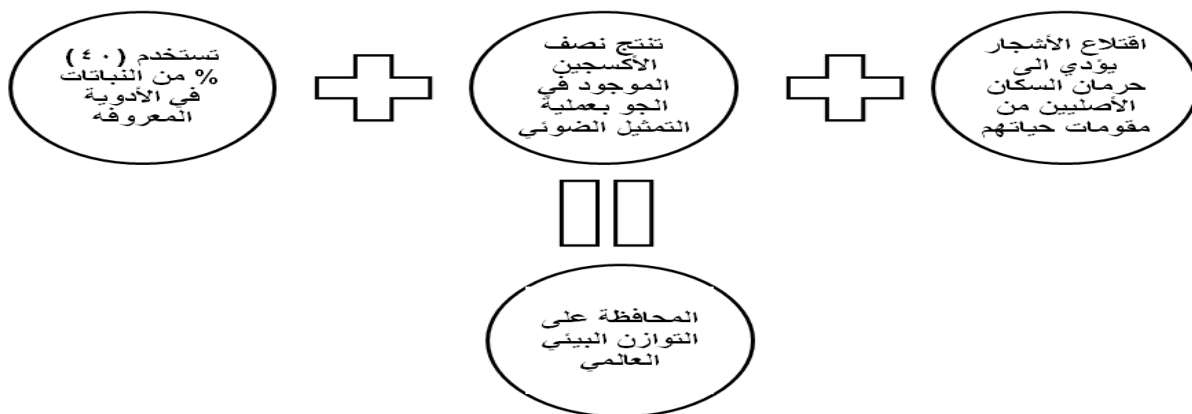 اقتلاع الأشجار
يؤدي الى
حرمان السكان
الأصليين من
مقومات حياتهم
تنتج نصف
الأكسجين
الموجود في
الجو بعملية
التمثيل الضوئي
تستخدم (٤٠)
% من النباتات
في الأدوية
المعروفه
المحافظة على
التوازن البيئي
العالمي